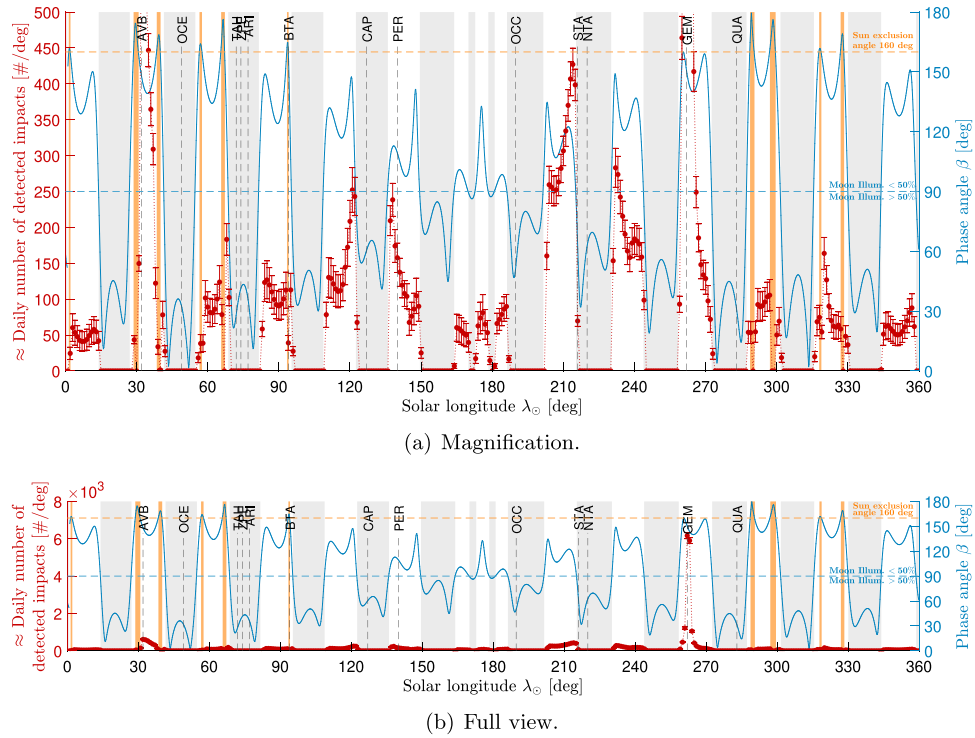 ≈ Daily number of detected impacts [#/deg]
500
450
400
350
300
250
200
150
100
50
0
AVB
OCE
TAH
ZPE
ARI
BTA
CAP
PER
OCC
STA
NTA
GEM
QUA
Sun exclusion
angle 160 deg
Moon Illum. < 50%
Moon Illum. > 50%
180
150
120
90
60
30
0
Phase angle β [deg]
0 30 60 90 120 150 180 210 240 270 300 330 360
Solar longitude λ☉ [deg]
(a) Magnification.
≈ Daily number of
detected impacts [#/deg]
× 10³
8
6
4
2
0
AVB
OCE
TAH
ZPE
ARI
BTA
CAP
PER
OCC
STA
NTA
GEM
QUA
Sun exclusion
angle 160 deg
Moon Illum. < 50%
Moon Illum. > 50%
180
150
120
90
60
30
0
Phase angle β [deg]
0 30 60 90 120 150 180 210 240 270 300 330 360
Solar longitude λ☉ [deg]
(b) Full view.